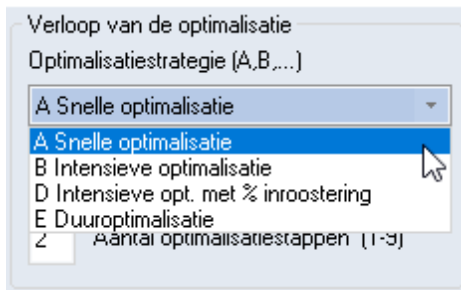 Verloop van de optimalisatie
Optimalisatiestrategie (A,B,...)
A Snelle optimalisatie
A Snelle optimalisatie
B Intensieve optimalisatie
D Intensieve opt. met % inroostering
E Duuroptimalisatie
2 Aantal optimalisatiestappen (1-9)